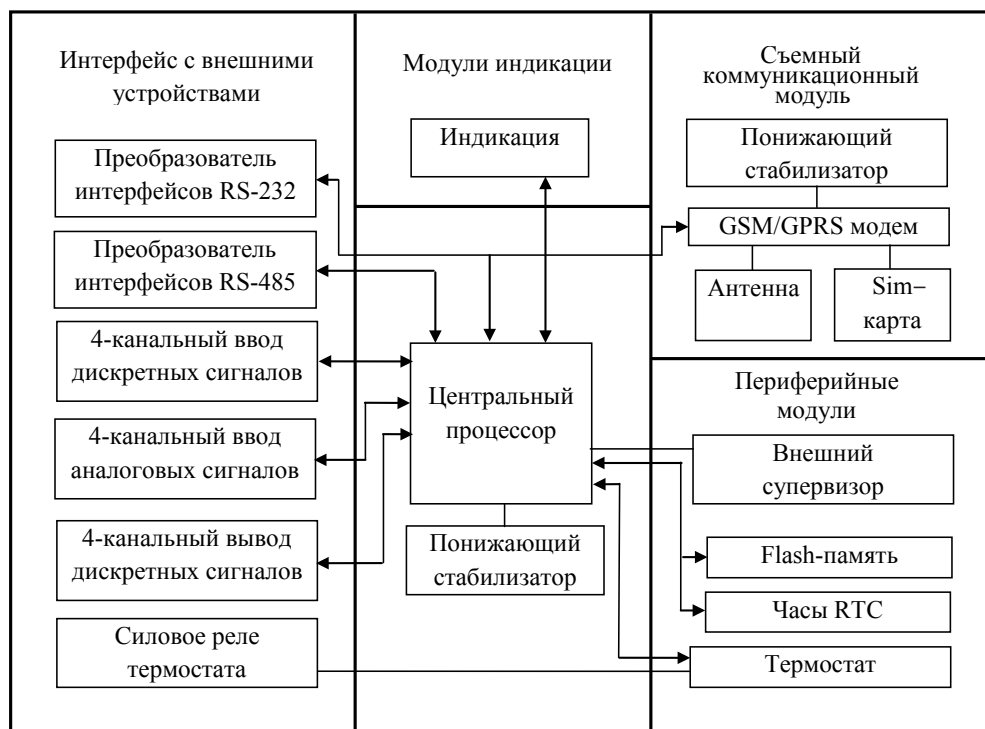 Интерфейс с внешними
устройствами
Преобразователь
интерфейсов RS-232
Преобразователь
интерфейсов RS-485
4-канальный ввод
дискретных сигналов
4-канальный ввод
аналоговых сигналов
4-канальный вывод
дискретных сигналов
Силовое реле
термостата
Модули индикации
Индикация
Центральный
процессор
Понижающий
стабилизатор
Съемный
коммуникационный
модуль
Понижающий
стабилизатор
GSM/GPRS модем
Антенна
Sim–
карта
Периферийные
модули
Внешний
супервизор
Flash-память
Часы RTC
Термостат